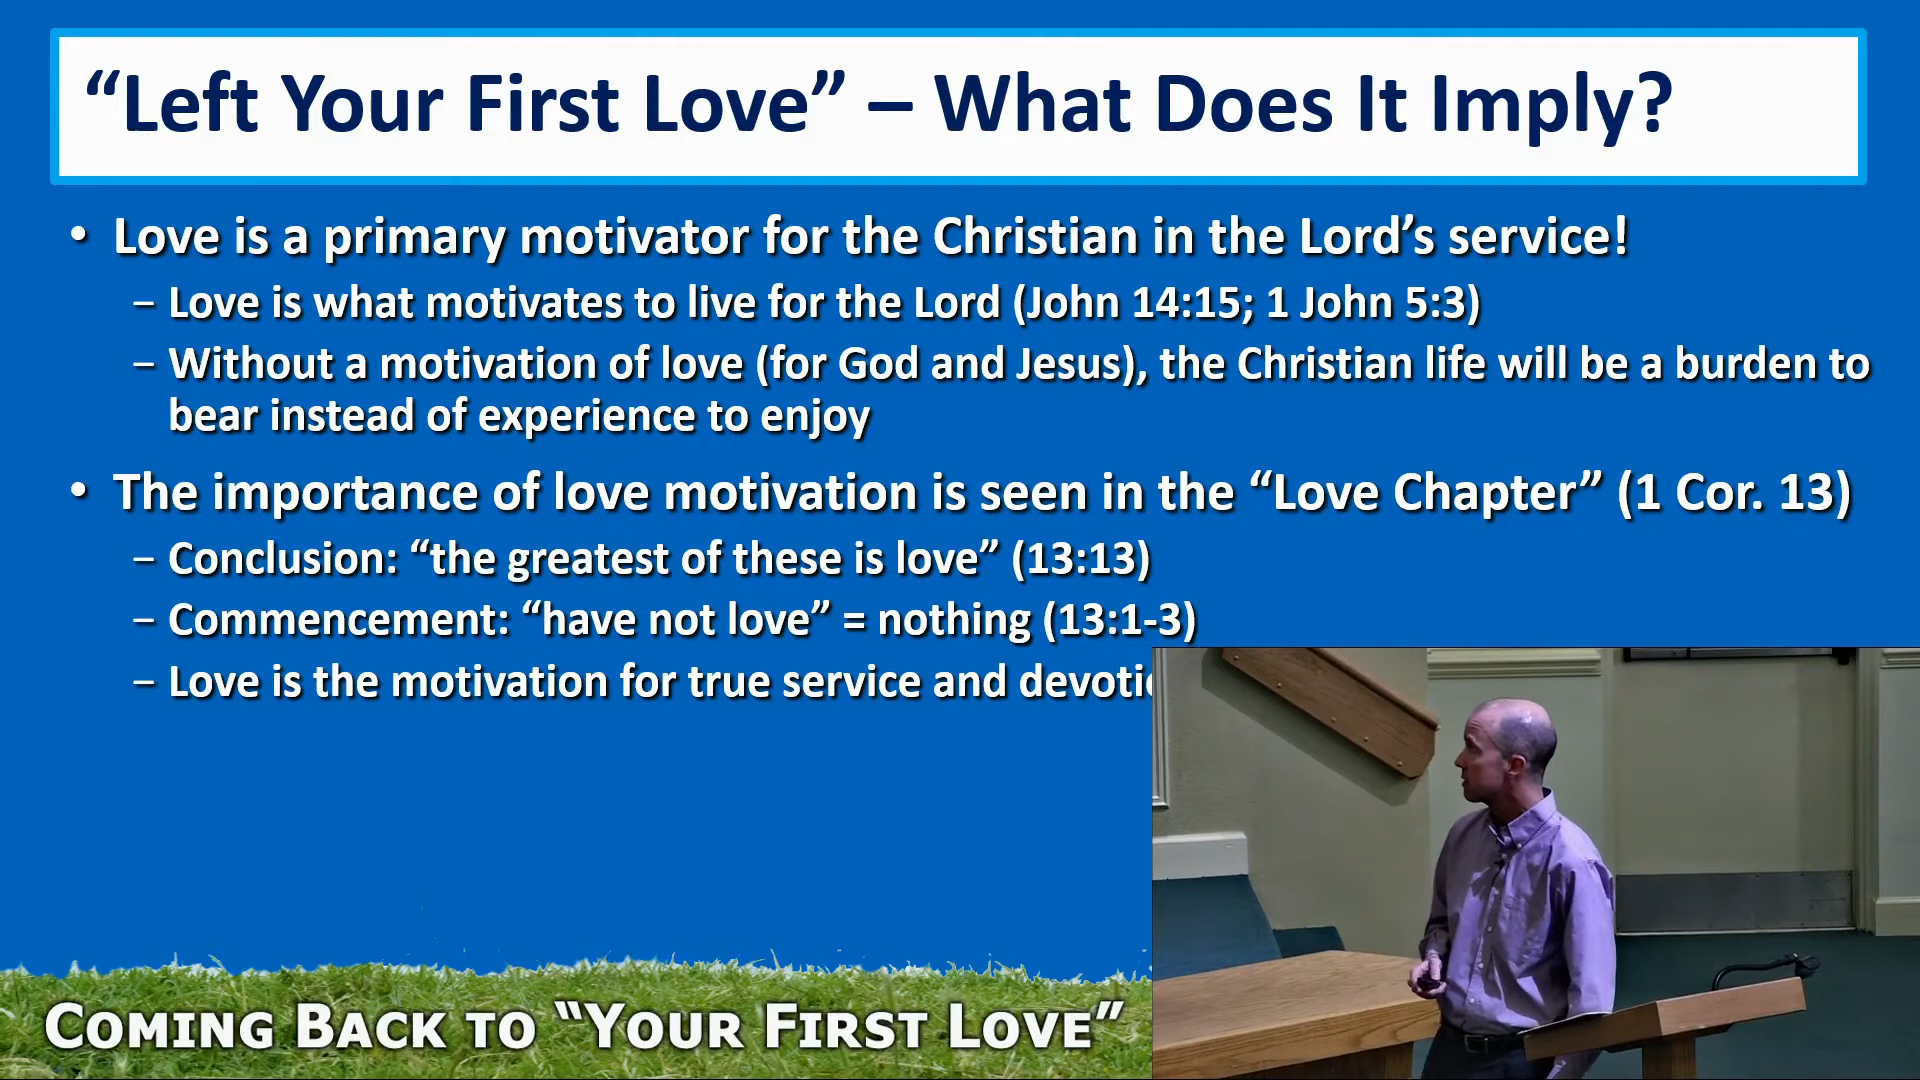 “Left Your First Love” – What Does It Imply?
• Love is a primary motivator for the Christian in the Lord’s service!
– Love is what motivates to live for the Lord (John 14:15; 1 John 5:3)
– Without a motivation of love (for God and Jesus), the Christian life will be a burden to
bear instead of experience to enjoy
• The importance of love motivation is seen in the “Love Chapter” (1 Cor. 13)
– Conclusion: “the greatest of these is love” (13:13)
– Commencement: “have not love” = nothing (13:1-3)
– Love is the motivation for true service and
Coming Back to “Your First Love”